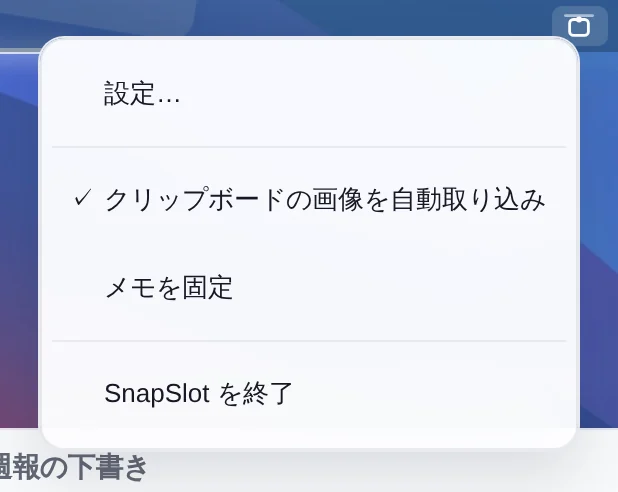 設定...
✓ クリップボードの画像を自動取り込み
メモを固定
SnapSlot を終了
週報の下書き